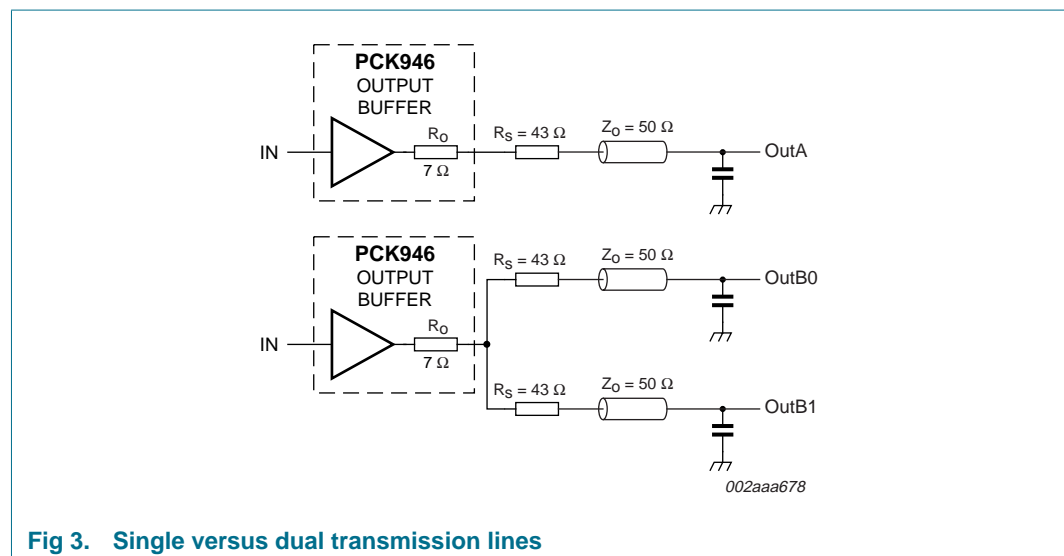 PCK946
OUTPUT
BUFFER
IN
Ro
7 Ω
RS = 43 Ω
ZO = 50 Ω
OutA
PCK946
OUTPUT
BUFFER
IN
Ro
7 Ω
RS = 43 Ω
ZO = 50 Ω
OutB0
RS = 43 Ω
ZO = 50 Ω
OutB1
002aaa678
Fig 3. Single versus dual transmission lines